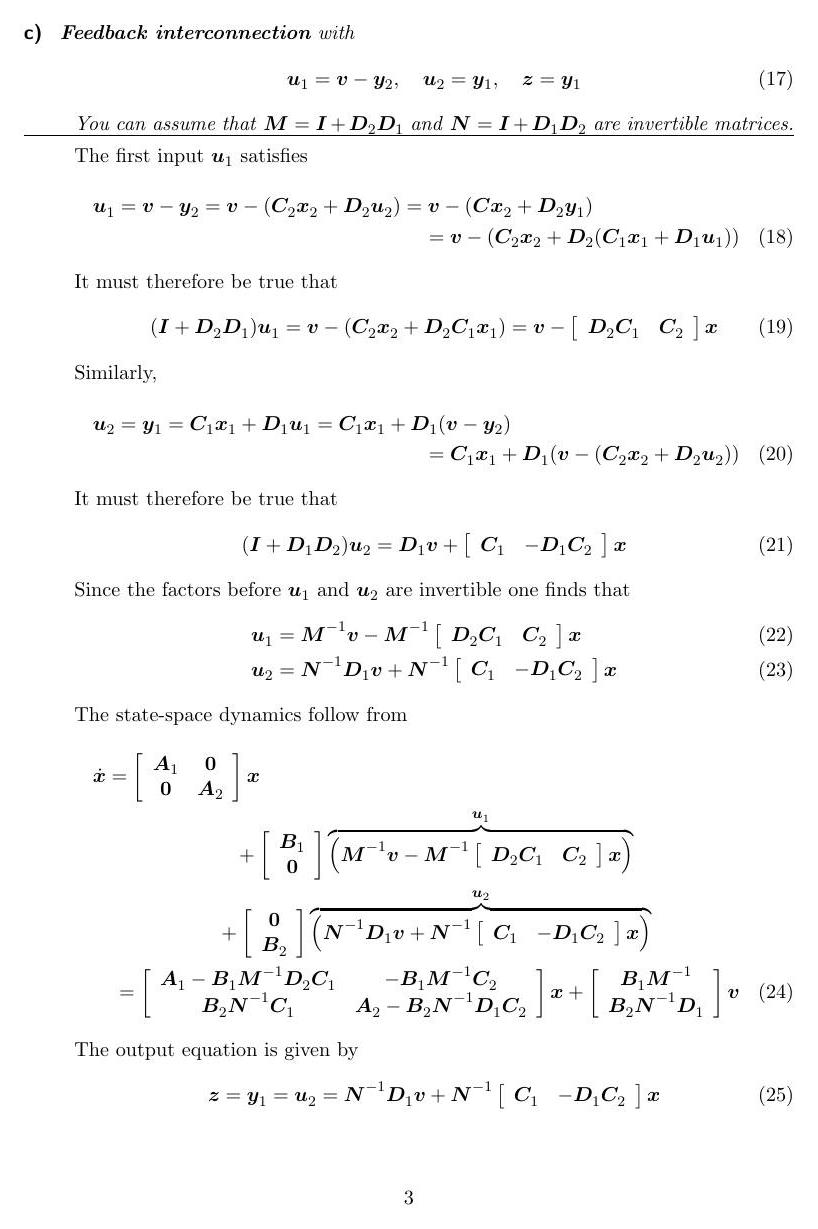 c) Feedback interconnection with
u₁ = v − y₂, u₂ = y₁, z = y₁ (17)
You can assume that M = I + D₂D₁ and N = I + D₁D₂ are invertible matrices.
The first input u₁ satisfies
u₁ = v − y₂ = v − (C₂x₂ + D₂u₂) = v − (Cx₂ + D₂y₁)
= v − (C₂x₂ + D₂(C₁x₁ + D₁u₁)) (18)
It must therefore be true that
(I + D₂D₁)u₁ = v − (C₂x₂ + D₂C₁x₁) = v − [ D₂C₁ C₂ ] x (19)
Similarly,
u₂ = y₁ = C₁x₁ + D₁u₁ = C₁x₁ + D₁(v − y₂)
= C₁x₁ + D₁(v − (C₂x₂ + D₂u₂)) (20)
It must therefore be true that
(I + D₁D₂)u₂ = D₁v + [ C₁ −D₁C₂ ] x (21)
Since the factors before u₁ and u₂ are invertible one finds that
u₁ = M⁻¹v − M⁻¹ [ D₂C₁ C₂ ] x (22)
u₂ = N⁻¹D₁v + N⁻¹ [ C₁ −D₁C₂ ] x (23)
The state-space dynamics follow from
ẋ = [ A₁ 0
0 A₂ ] x
u₁
+ [ B₁
0 ] (M⁻¹v − M⁻¹ [ D₂C₁ C₂ ] x)
u₂
+ [ 0
B₂ ] (N⁻¹D₁v + N⁻¹ [ C₁ −D₁C₂ ] x)
= [ A₁ − B₁M⁻¹D₂C₁ −B₁M⁻¹C₂
B₂N⁻¹C₁ A₂ − B₂N⁻¹D₁C₂ ] x + [ B₁M⁻¹
B₂N⁻¹D₁ ] v (24)
The output equation is given by
z = y₁ = u₂ = N⁻¹D₁v + N⁻¹ [ C₁ −D₁C₂ ] x (25)
3